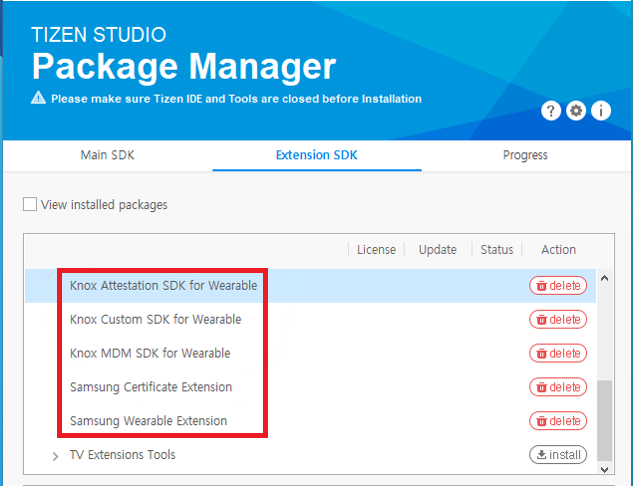 TIZEN STUDIO
Package Manager
Please make sure Tizen IDE and Tools are closed before Installation
? i
Main SDK Extension SDK Progress
View installed packages
License Update Status Action
Knox Attestation SDK for Wearable delete
Knox Custom SDK for Wearable delete
Knox MDM SDK for Wearable delete
Samsung Certificate Extension delete
Samsung Wearable Extension delete
TV Extensions Tools install